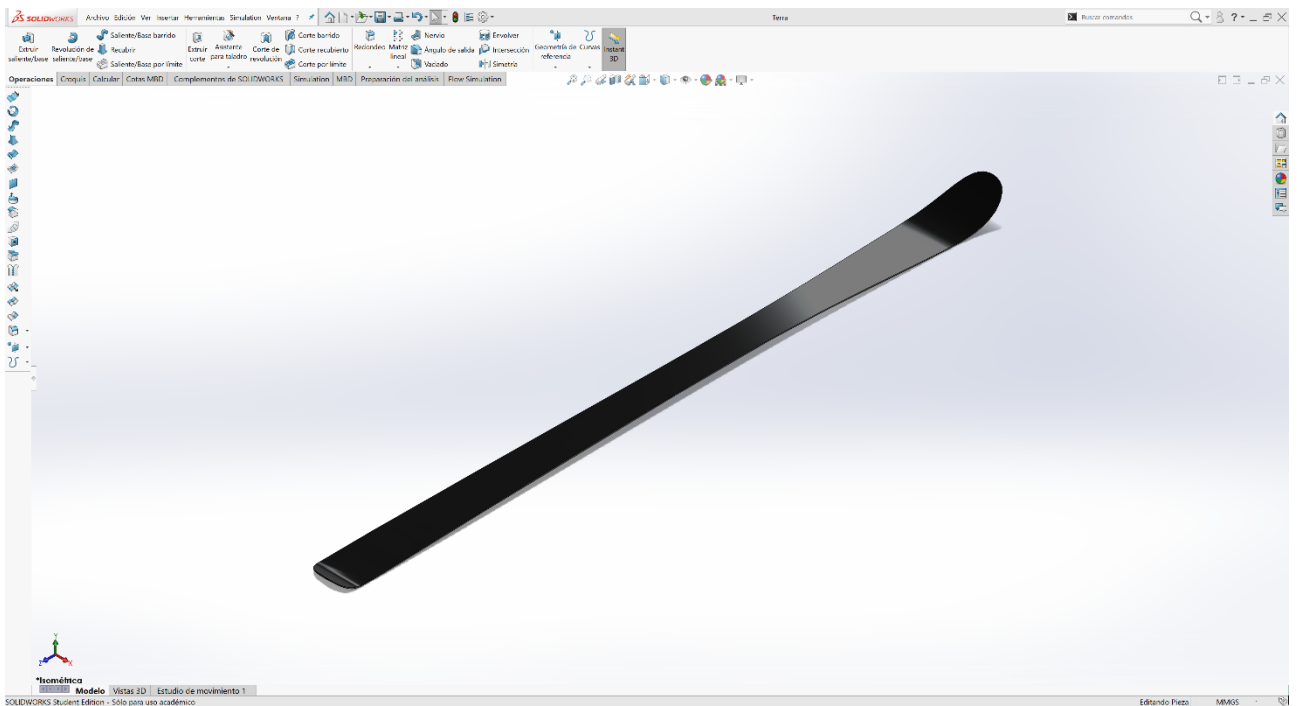 SOLIDWORKS Archivo Edición Ver Insertar Herramientas Simulation Ventana ? Terra Buscar comandos
Extruir saliente/base
Revolución de saliente/base
Saliente/Base barrido
Recubrir
Saliente/Base por límite
Extruir corte
Asistente para taladro
Corte de revolución
Corte barrido
Corte recubierto
Corte por límite
Redondeo
Matriz lineal
Nervio
Ángulo de salida
Vaciado
Envolver
Intersección
Simetría
Geometría de referencia
Curvas
Instant 3D
Operaciones Croquis Calcular Cotas MBD Complementos de SOLIDWORKS Simulation MBD Preparación del análisis Flow Simulation
Y
Z X
*Isométrica
Modelo Vistas 3D Estudio de movimiento 1
SOLIDWORKS Student Edition - Sólo para uso académico Editando Pieza MMGS